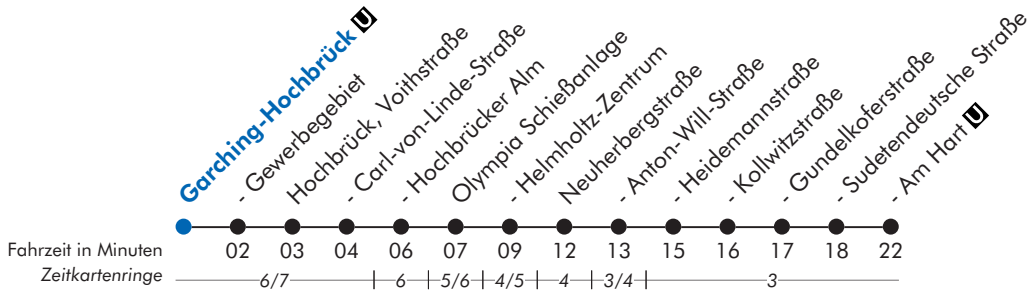 Garching-Hochbrück U
- Gewerbegebiet
Hochbrück, Voithstraße
- Carl-von-Linde-Straße
- Hochbrücker Alm
Olympia Schießanlage
- Helmholtz-Zentrum
Neuherbergstraße
- Anton-Will-Straße
- Heidemannstraße
- Kollwitzstraße
- Gundelkoferstraße
- Sudetendeutsche Straße
- Am Hart U
Fahrzeit in Minuten 02 03 04 06 07 09 12 13 15 16 17 18 22
Zeitkartenringe 6/7 6 5/6 4/5 4 3/4 3